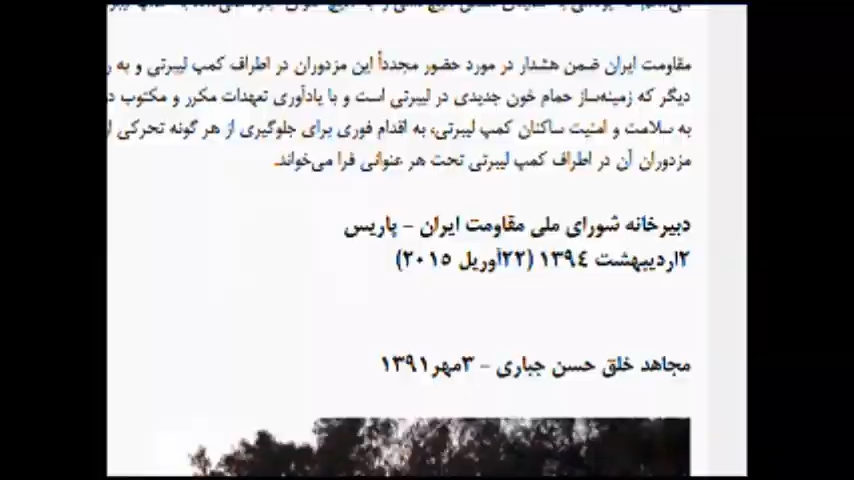 مقاومت ایران ضمن هشدار در مورد حضور مجدداً این مزدوران در اطراف کمپ لیبرتی و به ر
دیگر که زمینه‌ساز حمام خون جدیدی در لیبرتی است و با یادآوری تعهدات مکرر و مکتوب د
به سلامت و امنیت ساکنان کمپ لیبرتی، به اقدام فوری برای جلوگیری از هر گونه تحرکی از
مزدوران آن در اطراف کمپ لیبرتی تحت هر عنوانی فرا می‌خواند.
دبیرخانه شورای ملی مقاومت ایران – پاریس
۲اردیبهشت ۱۳۹٤ (۲۲آوریل ۲۰۱٥)
مجاهد خلق حسن جباری – ۳مهر۱۳۹۱